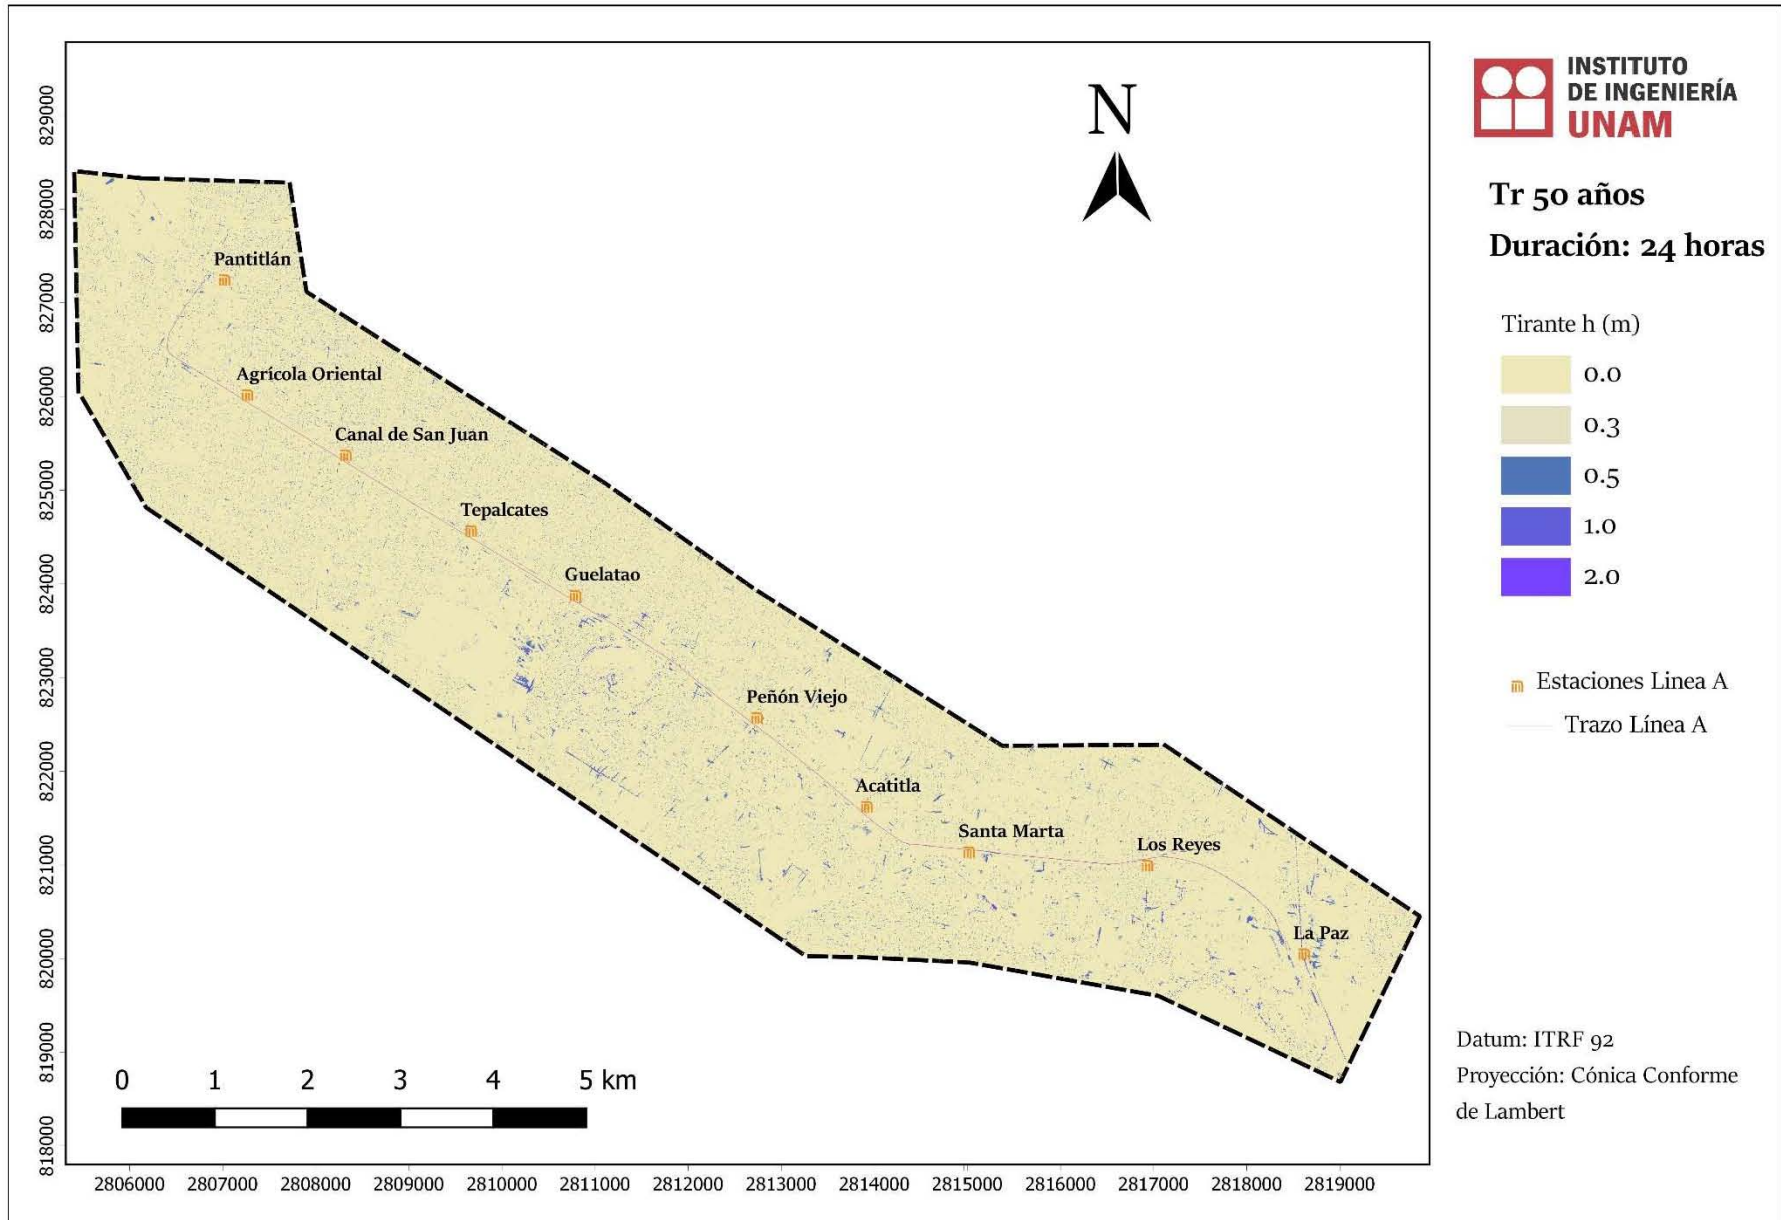 INSTITUTO
DE INGENIERÍA
UNAM
Tr 50 años
Duración: 24 horas
Tirante h (m)
0.0
0.3
0.5
1.0
2.0
Estaciones Linea A
Trazo Línea A
Datum: ITRF 92
Proyección: Cónica Conforme
de Lambert
N
Pantitlán
Agrícola Oriental
Canal de San Juan
Tepalcates
Guelatao
Peñón Viejo
Acatitla
Santa Marta
Los Reyes
La Paz
0 1 2 3 4 5 km
829000
828000
827000
826000
825000
824000
823000
822000
821000
820000
819000
818000
2806000 2807000 2808000 2809000 2810000 2811000 2812000 2813000 2814000 2815000 2816000 2817000 2818000 2819000